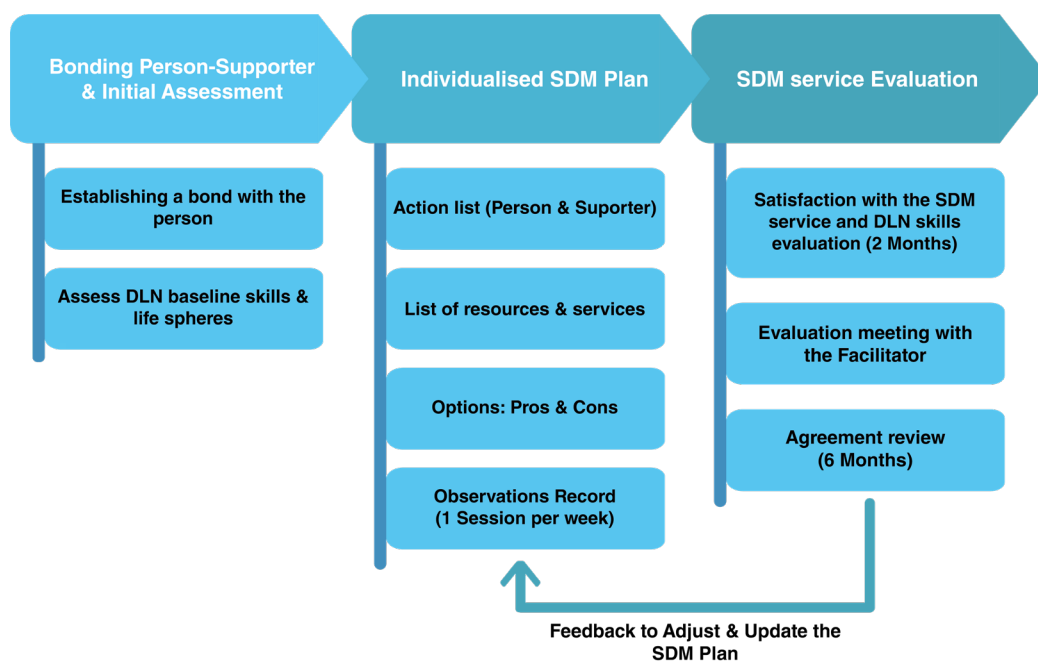 Bonding Person-Supporter
& Initial Assessment
Establishing a bond with the
person
Assess DLN baseline skills &
life spheres
Individualised SDM Plan
Action list (Person & Suporter)
List of resources & services
Options: Pros & Cons
Observations Record
(1 Session per week)
SDM service Evaluation
Satisfaction with the SDM
service and DLN skills
evaluation (2 Months)
Evaluation meeting with
the Facilitator
Agreement review
(6 Months)
Feedback to Adjust & Update the
SDM Plan